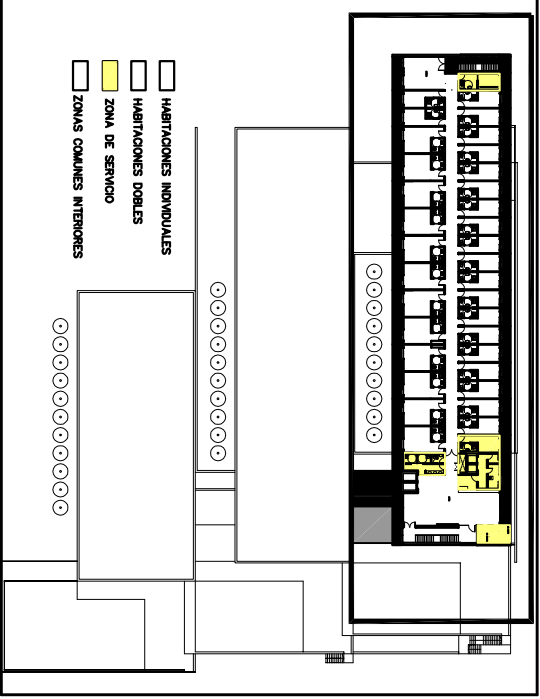 HABITACIONES INDIVIDUALES
HABITACIONES DOBLES
ZONA DE SERVICIO
ZONAS COMUNES INTERIORES